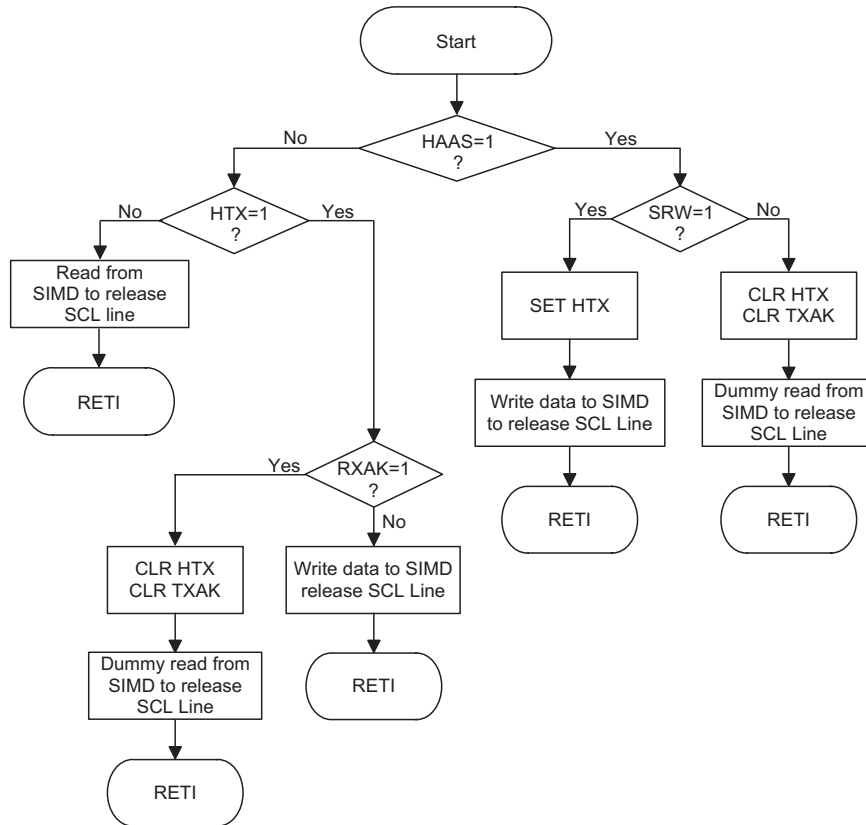 Start
HAAS=1
?
No
Yes
HTX=1
?
No
Yes
SRW=1
?
Yes
No
Read from
SIMD to release
SCL line
SET HTX
CLR HTX
CLR TXAK
RETI
Write data to SIMD
to release SCL Line
Dummy read from
SIMD to release
SCL Line
RXAK=1
?
Yes
No
RETI
RETI
CLR HTX
CLR TXAK
Write data to SIMD
release SCL Line
Dummy read from
SIMD to release
SCL Line
RETI
RETI